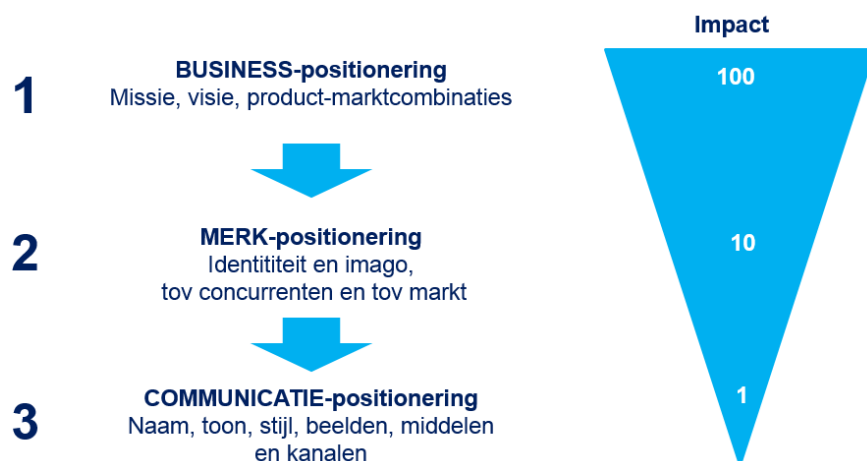 Impact
1
BUSINESS-positionering
Missie, visie, product-marktcombinaties
100
2
MERK-positionering
Identititeit en imago,
tov concurrenten en tov markt
10
3
COMMUNICATIE-positionering
Naam, toon, stijl, beelden, middelen
en kanalen
1